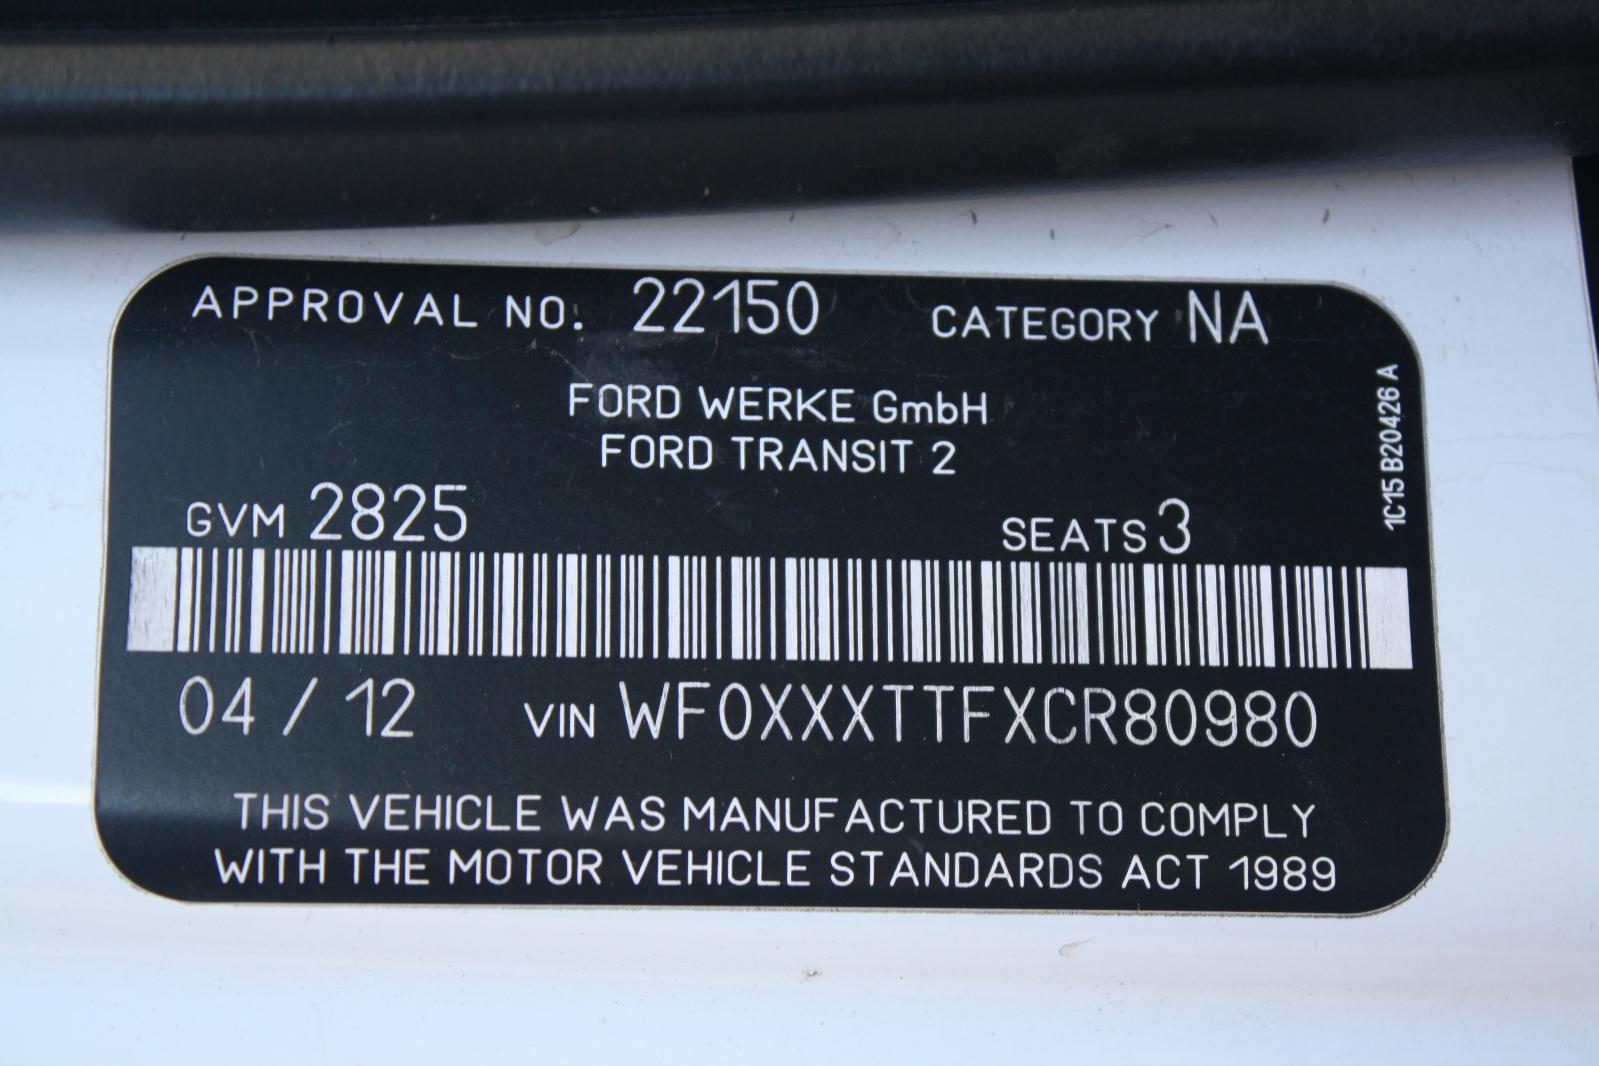 APPROVAL NO. 22150 CATEGORY NA
FORD WERKE GmbH
FORD TRANSIT 2
GVM 2825 SEATS 3
1C15 B20426 A
04 / 12 VIN WF0XXXTTFXCR80980
THIS VEHICLE WAS MANUFACTURED TO COMPLY
WITH THE MOTOR VEHICLE STANDARDS ACT 1989